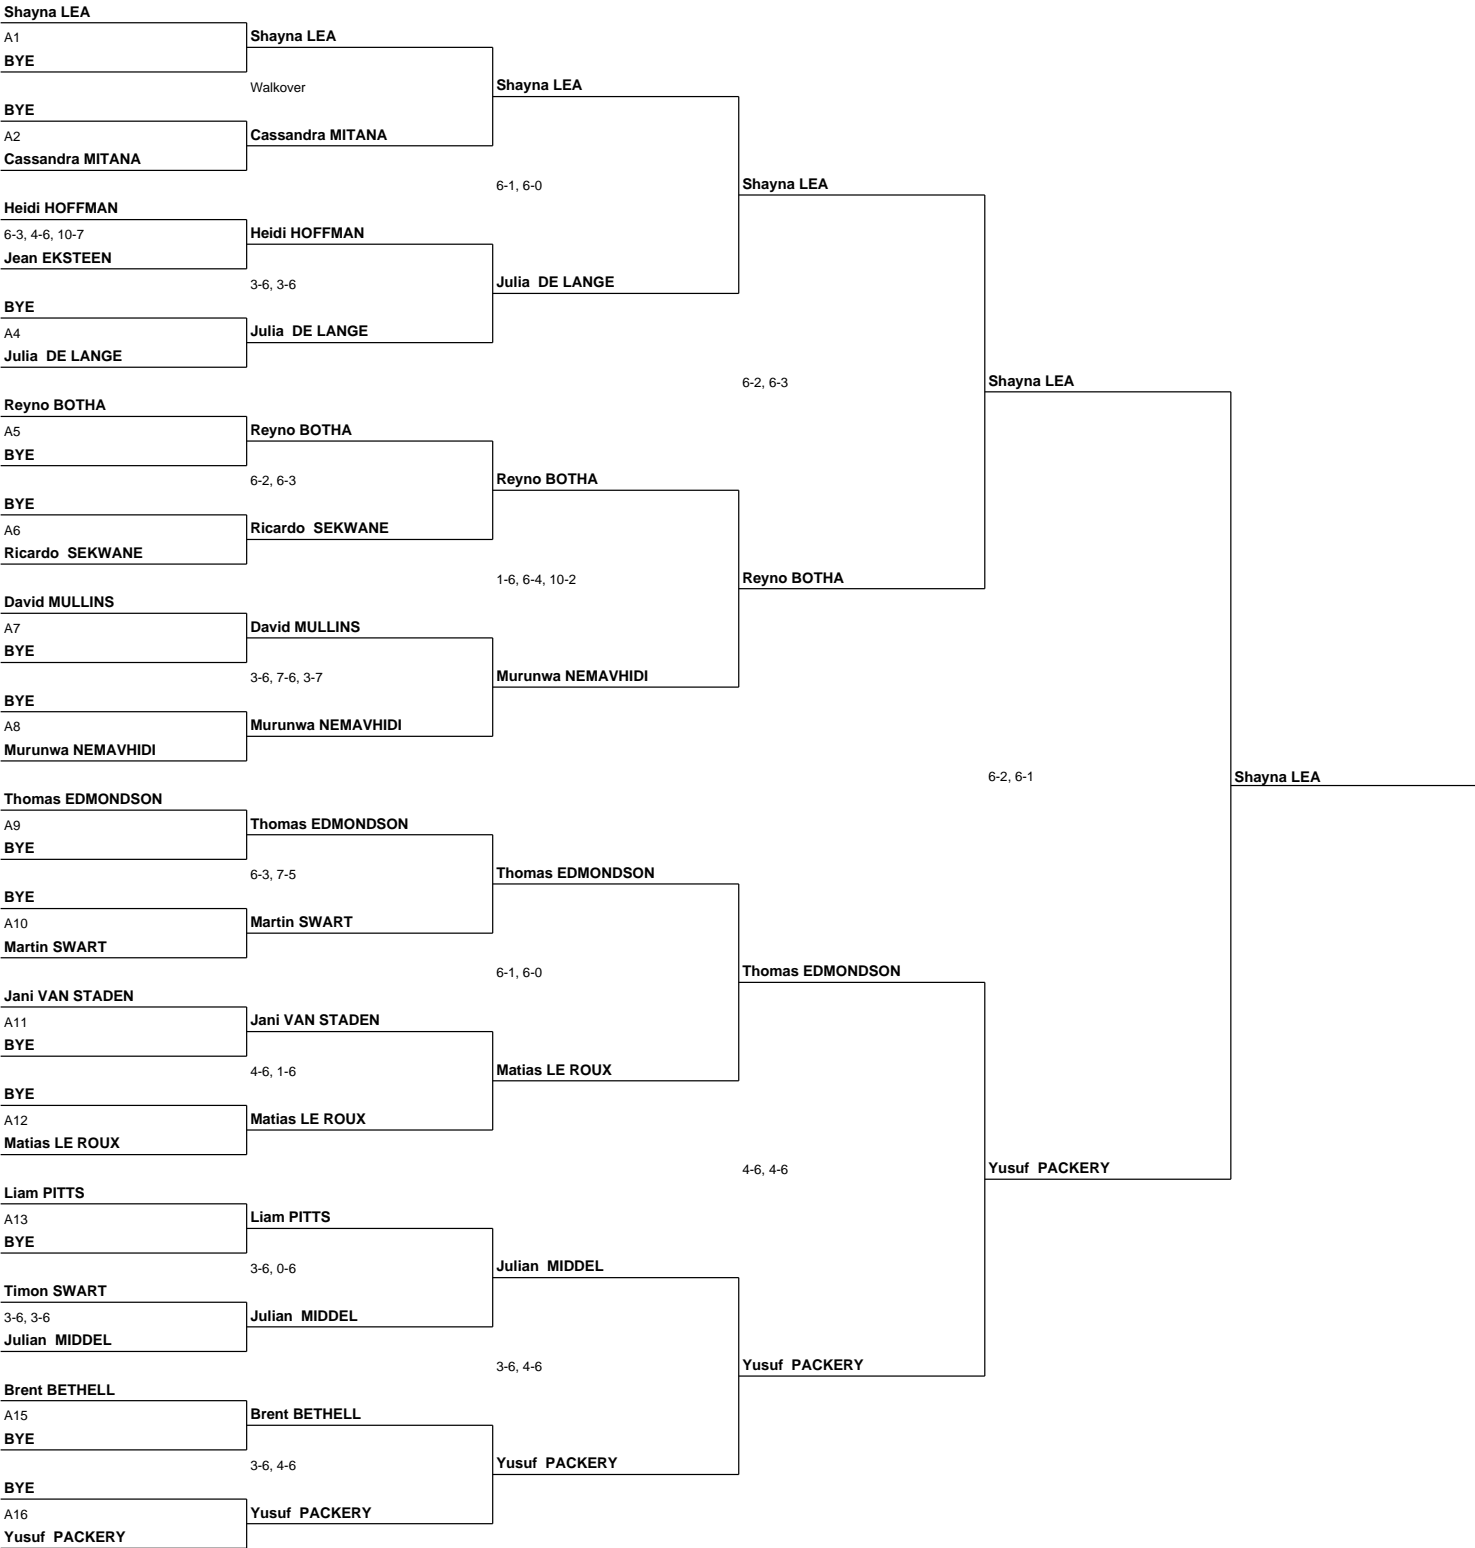 Shayna LEA
A1
BYE
BYE
A2
Cassandra MITANA
Heidi HOFFMAN
6-3, 4-6, 10-7
Jean EKSTEEN
BYE
A4
Julia  DE LANGE
Reyno BOTHA
A5
BYE
BYE
A6
Ricardo  SEKWANE
David MULLINS
A7
BYE
BYE
A8
Murunwa NEMAVHIDI
Thomas EDMONDSON
A9
BYE
BYE
A10
Martin SWART
Jani VAN STADEN
A11
BYE
BYE
A12
Matias LE ROUX
Liam PITTS
A13
BYE
Timon SWART
3-6, 3-6
Julian  MIDDEL
Brent BETHELL
A15
BYE
BYE
A16
Yusuf  PACKERY
Shayna LEA
Walkover
Cassandra MITANA
Heidi HOFFMAN
3-6, 3-6
Julia  DE LANGE
Reyno BOTHA
6-2, 6-3
Ricardo  SEKWANE
David MULLINS
3-6, 7-6, 3-7
Murunwa NEMAVHIDI
Thomas EDMONDSON
6-3, 7-5
Martin SWART
Jani VAN STADEN
4-6, 1-6
Matias LE ROUX
Liam PITTS
3-6, 0-6
Julian  MIDDEL
Brent BETHELL
3-6, 4-6
Yusuf  PACKERY
Shayna LEA
6-1, 6-0
Julia  DE LANGE
Reyno BOTHA
1-6, 6-4, 10-2
Murunwa NEMAVHIDI
Thomas EDMONDSON
6-1, 6-0
Matias LE ROUX
Julian  MIDDEL
3-6, 4-6
Yusuf  PACKERY
Shayna LEA
6-2, 6-3
Reyno BOTHA
Thomas EDMONDSON
4-6, 4-6
Yusuf  PACKERY
Shayna LEA
6-2, 6-1
Yusuf  PACKERY
Shayna LEA